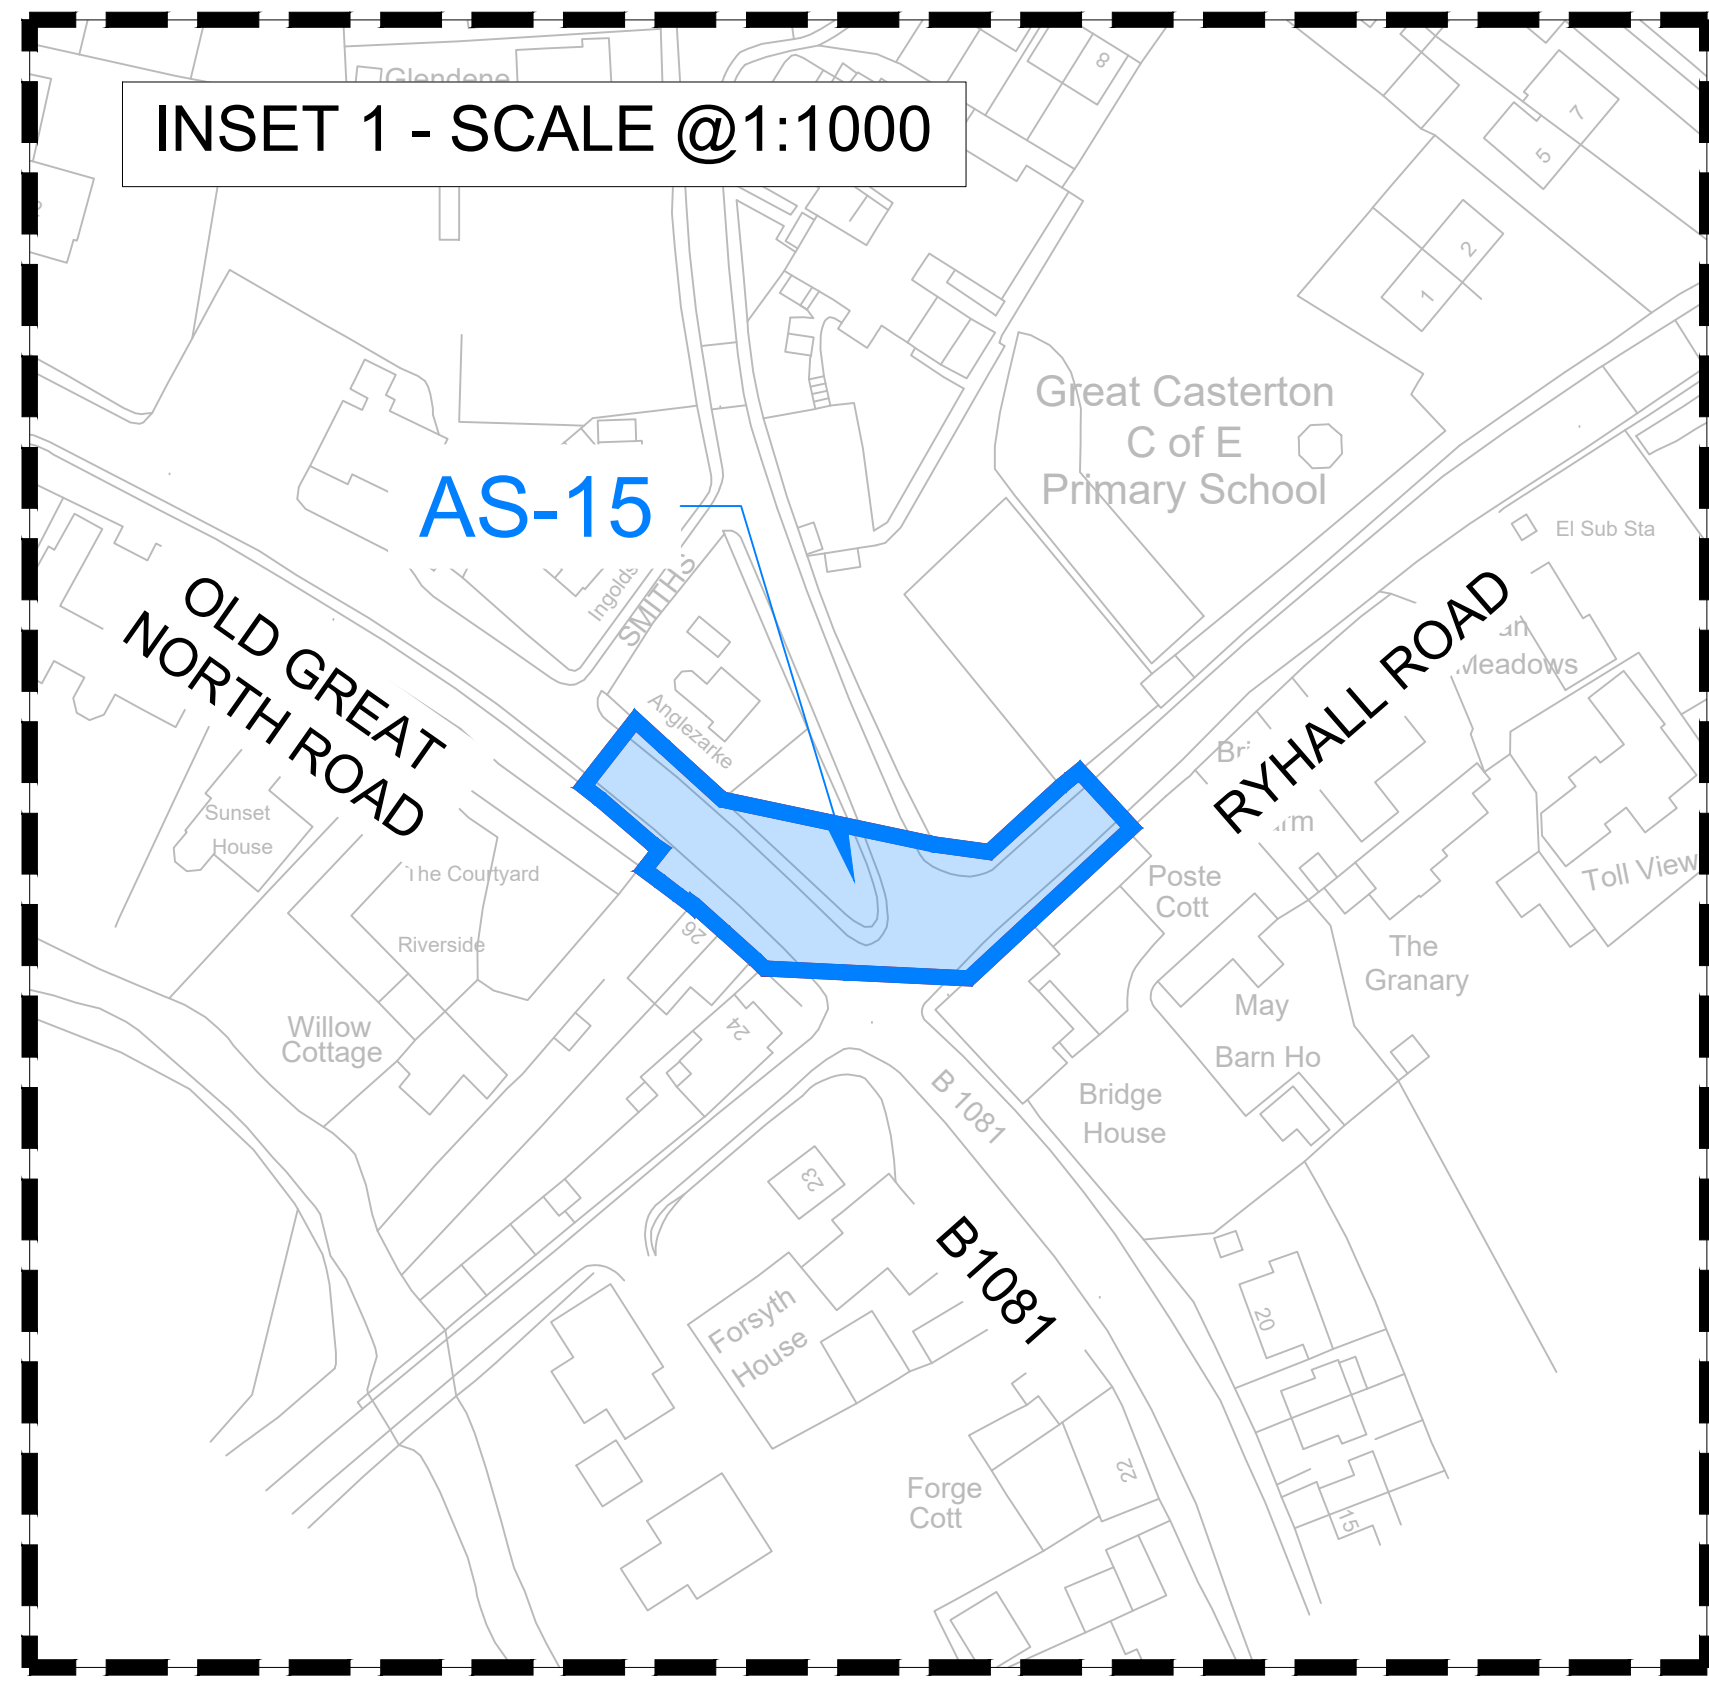 Glendene
INSET 1 - SCALE @1:1000
8
7
5
2
1
Great Casterton
C of E
Primary School
El Sub Sta
AS-15
SMITHS
OLD GREAT
NORTH ROAD
Anglezarke
RYHALL ROAD
Meadows
Sunset
House
The Courtyard
Riverside
26
24
Willow
Cottage
Poste
Cott
Toll View
The
Granary
May
Barn Ho
B 1081
Bridge
House
23
B1081
Forsyth
House
20
22
15
Forge
Cott